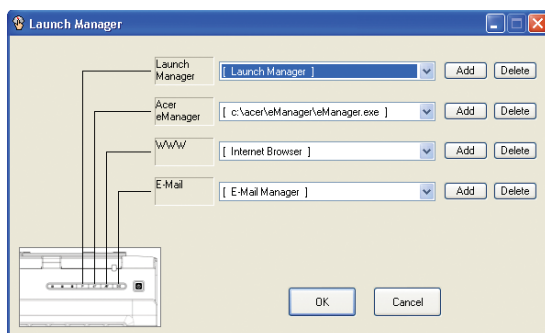 Launch Manager
Launch Manager
[ Launch Manager ]
Add
Delete
Acer eManager
[ c:\acer\eManager\eManager.exe ]
Add
Delete
WWW
[ Internet Browser ]
Add
Delete
E-Mail
[ E-Mail Manager ]
Add
Delete
OK
Cancel